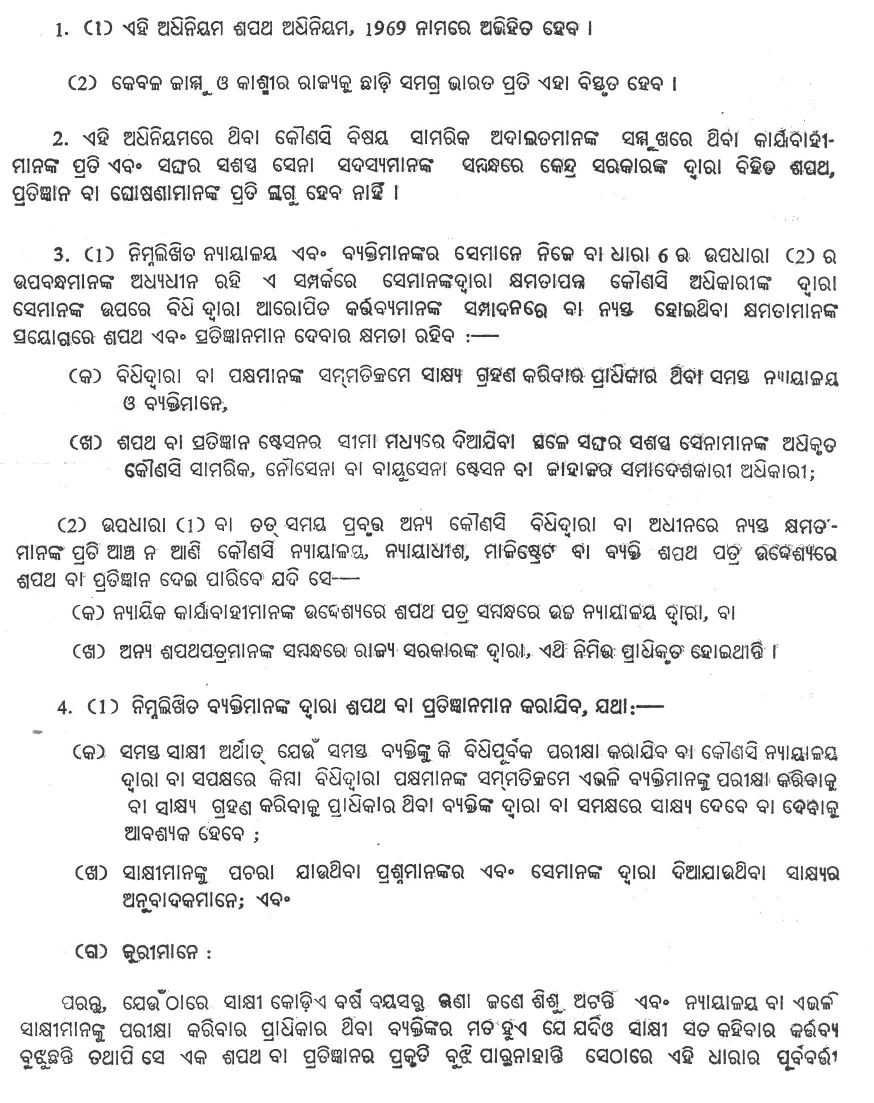 1. (1) ଏହି ଅଧିନିୟମ ଶପଥ ଅଧିନିୟମ, 1969 ନାମରେ ଅଭିହିତ ହେବ ।
(2) କେବଳ ଜାମ୍ମୁ ଓ କାଶ୍ମୀର ରାଜ୍ୟକୁ ଛାଡ଼ି ସମଗ୍ର ଭାରତ ପ୍ରତି ଏହା ବିସ୍ତୃତ ହେବ ।
2. ଏହି ଅଧିନିୟମରେ ଥିବା କୌଣସି ବିଷୟ ସାମରିକ ଅଦାଲତମାନଙ୍କ ସମ୍ମୁଖରେ ଥିବା କାର୍ଯବାହୀ-
ମାନଙ୍କ ପ୍ରତି ଏବଂ ସଙ୍ଘର ସଶସ୍ତ୍ର ସେନା ସଦସ୍ୟମାନଙ୍କ ସମ୍ବନ୍ଧରେ କେନ୍ଦ୍ର ସରକାରଙ୍କ ଦ୍ୱାରା ବିହିତ ଶପଥ,
ପ୍ରତିଜ୍ଞାନ ବା ଘୋଷଣାମାନଙ୍କ ପ୍ରତି ଲାଗୁ ହେବ ନାହିଁ ।
3. (1) ନିମ୍ନଲିଖିତ ନ୍ୟାୟାଳୟ ଏବଂ ବ୍ୟକ୍ତିମାନଙ୍କର ସେମାନେ ନିଜେ ବା ଧାରା 6 ର ଉପଧାରା (2) ର
ଉପବନ୍ଧମାନଙ୍କ ଅଧ୍ୟଧୀନ ରହି ଏ ସମ୍ପର୍କରେ ସେମାନଙ୍କଦ୍ୱାରା କ୍ଷମତାପନ୍ନ କୌଣସି ଅଧିକାରୀଙ୍କ ଦ୍ୱାରା
ସେମାନଙ୍କ ଉପରେ ବିଧି ଦ୍ୱାରା ଆରୋପିତ କର୍ତ୍ତବ୍ୟମାନଙ୍କ ସମ୍ପାଦନରେ ବା ନ୍ୟସ୍ତ ହୋଇଥିବା କ୍ଷମତାମାନଙ୍କ
ପ୍ରୟୋଗରେ ଶପଥ ଏବଂ ପ୍ରତିଜ୍ଞାନମାନ ଦେବାର କ୍ଷମତା ରହିବ :—
(କ) ବିଧିଦ୍ୱାରା ବା ପକ୍ଷମାନଙ୍କ ସମ୍ମତିକ୍ରମେ ସାକ୍ଷ୍ୟ ଗ୍ରହଣ କରିବାର ପ୍ରାଧିକାର ଥିବା ସମସ୍ତ ନ୍ୟାୟାଳୟ
ଓ ବ୍ୟକ୍ତିମାନେ,
(ଖ) ଶପଥ ବା ପ୍ରତିଜ୍ଞାନ ଷ୍ଟେସନର ସୀମା ମଧ୍ୟରେ ଦିଆଯିବା ସ୍ଥଳେ ସଙ୍ଘର ସଶସ୍ତ୍ର ସେନାମାନଙ୍କ ଅଧିକୃତ
କୌଣସି ସାମରିକ, ନୌସେନା ବା ବାୟୁସେନା ଷ୍ଟେସନ ବା ଜାହାଜର ସମାଦେଶକାରୀ ଅଧିକାରୀ;
(2) ଉପଧାରା (1) ବା ତତ୍ ସମୟ ପ୍ରବୃତ୍ତ ଅନ୍ୟ କୌଣସି ବିଧିଦ୍ୱାରା ବା ଅଧୀନରେ ନ୍ୟସ୍ତ କ୍ଷମତା-
ମାନଙ୍କ ପ୍ରତି ଆଞ୍ଚ ନ ଆଣି କୌଣସି ନ୍ୟାୟାଳୟ, ନ୍ୟାୟାଧୀଶ, ମାଜିଷ୍ଟ୍ରେଟ ବା ବ୍ୟକ୍ତି ଶପଥ ପତ୍ର ଉଦ୍ଦେଶ୍ୟରେ
ଶପଥ ବା ପ୍ରତିଜ୍ଞାନ ଦେଇ ପାରିବେ ଯଦି ସେ—
(କ) ନ୍ୟାୟିକ କାର୍ଯ୍ୟବାହୀମାନଙ୍କ ଉଦ୍ଦେଶ୍ୟରେ ଶପଥ ପତ୍ର ସମ୍ବନ୍ଧରେ ଉଚ୍ଚ ନ୍ୟାୟାଳୟ ଦ୍ୱାରା, ବା
(ଖ) ଅନ୍ୟ ଶପଥପତ୍ରମାନଙ୍କ ସମ୍ବନ୍ଧରେ ରାଜ୍ୟ ସରକାରଙ୍କ ଦ୍ୱାରା, ଏଥି ନିମିତ୍ତ ପ୍ରାଧିକୃତ ହୋଇଥାନ୍ତି ।
4. (1) ନିମ୍ନଲିଖିତ ବ୍ୟକ୍ତିମାନଙ୍କ ଦ୍ୱାରା ଶପଥ ବା ପ୍ରତିଜ୍ଞାନମାନ କରାଯିବ, ଯଥା:—
(କ) ସମସ୍ତ ସାକ୍ଷୀ ଅର୍ଥାତ୍ ଯେଉଁ ସମସ୍ତ ବ୍ୟକ୍ତିଙ୍କୁ କି ବିଧିପୂର୍ବକ ପରୀକ୍ଷା କରାଯିବ ବା କୌଣସି ନ୍ୟାୟାଳୟ
ଦ୍ୱାରା ବା ସପକ୍ଷରେ କିମ୍ବା ବିଧିଦ୍ୱାରା ପକ୍ଷମାନଙ୍କ ସମ୍ମତିକ୍ରମେ ଏଭଳି ବ୍ୟକ୍ତିମାନଙ୍କୁ ପରୀକ୍ଷା କରିବାକୁ
ବା ସାକ୍ଷ୍ୟ ଗ୍ରହଣ କରିବାକୁ ପ୍ରାଧିକାର ଥିବା ବ୍ୟକ୍ତିଙ୍କ ଦ୍ୱାରା ବା ସମକ୍ଷରେ ସାକ୍ଷ୍ୟ ଦେବେ ବା ଦେବାକୁ
ଆବଶ୍ୟକ ହେବେ ;
(ଖ) ସାକ୍ଷୀମାନଙ୍କୁ ପଚରା ଯାଉଥିବା ପ୍ରଶ୍ନମାନଙ୍କର ଏବଂ ସେମାନଙ୍କ ଦ୍ୱାରା ଦିଆଯାଉଥିବା ସାକ୍ଷ୍ୟର
ଅନୁବାଦକମାନେ; ଏବଂ
(ଗ) ଜୁରୀମାନେ :
ପରନ୍ତୁ, ଯେଉଁଠାରେ ସାକ୍ଷୀ କୋଡ଼ିଏ ବର୍ଷ ବୟସରୁ ଊଣା ଜଣେ ଶିଶୁ ଅଟନ୍ତି ଏବଂ ନ୍ୟାୟାଳୟ ବା ଏଭଳି
ସାକ୍ଷୀମାନଙ୍କୁ ପରୀକ୍ଷା କରିବାର ପ୍ରାଧିକାର ଥିବା ବ୍ୟକ୍ତିଙ୍କର ମତ ହୁଏ ଯେ ଯଦିଓ ସାକ୍ଷୀ ସତ କହିବାର କର୍ତ୍ତବ୍ୟ
ବୁଝୁଛନ୍ତି ତଥାପି ସେ ଏକ ଶପଥ ବା ପ୍ରତିଜ୍ଞାନର ପ୍ରକୃତି ବୁଝି ପାରୁନାହାନ୍ତି ସେଠାରେ ଏହି ଧାରାର ପୂର୍ବବର୍ତ୍ତୀ